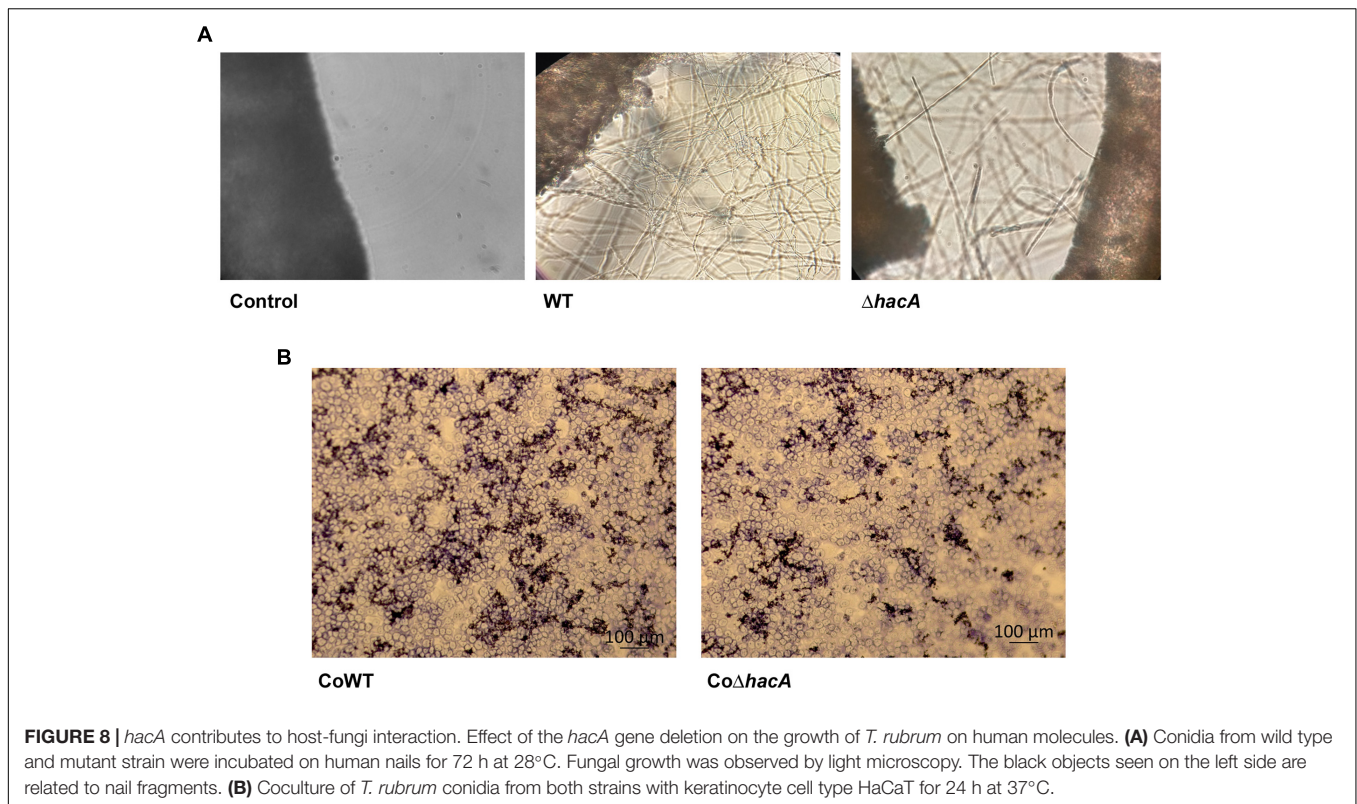 A
Control
WT
ΔhacA
B
100 µm
100 µm
CoWT
CoΔhacA
FIGURE 8 | hacA contributes to host-fungi interaction. Effect of the hacA gene deletion on the growth of T. rubrum on human molecules. (A) Conidia from wild type
and mutant strain were incubated on human nails for 72 h at 28°C. Fungal growth was observed by light microscopy. The black objects seen on the left side are
related to nail fragments. (B) Coculture of T. rubrum conidia from both strains with keratinocyte cell type HaCaT for 24 h at 37°C.